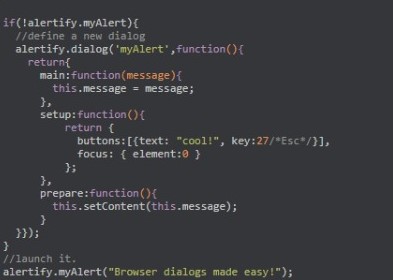 if(!alertify.myAlert){
//define a new dialog
alertify.dialog('myAlert',function(){
return{
main:function(message){
this.message = message;
},
setup:function(){
return {
buttons:[{text: "cool!", key:27/*Esc*/}],
focus: { element:0 }
};
},
prepare:function(){
this.setContent(this.message);
}
}});
}
//launch it.
alertify.myAlert("Browser dialogs made easy!");